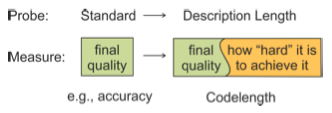 Probe: Standard → Description Length
Measure: final quality final quality how "hard" it is to achieve it
e.g., accuracy Codelength